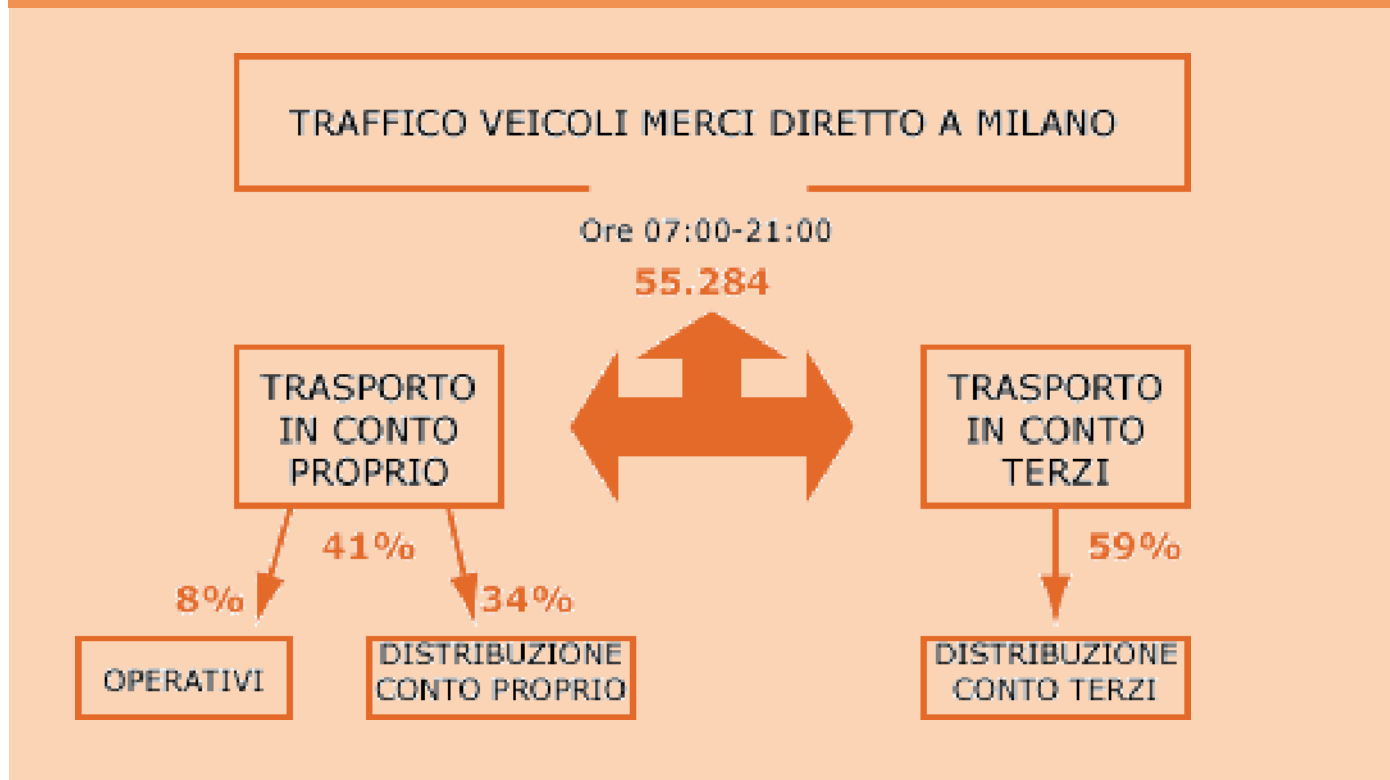 TRAFFICO VEICOLI MERCI DIRETTO A MILANO
Ore 07:00-21:00
55.284
TRASPORTO
IN CONTO
PROPRIO
TRASPORTO
IN CONTO
TERZI
41%
59%
8%
34%
OPERATIVI
DISTRIBUZIONE
CONTO PROPRIO
DISTRIBUZIONE
CONTO TERZI